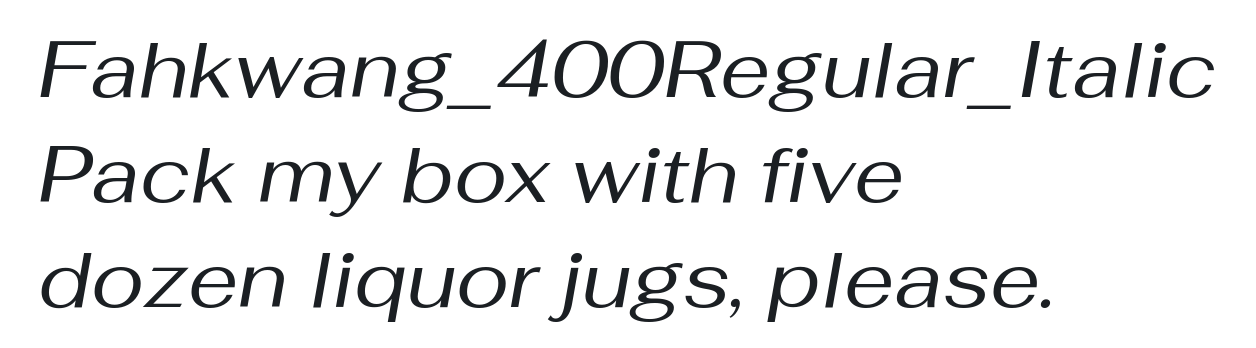 Fahkwang_400Regular_Italic
Pack my box with five
dozen liquor jugs, please.